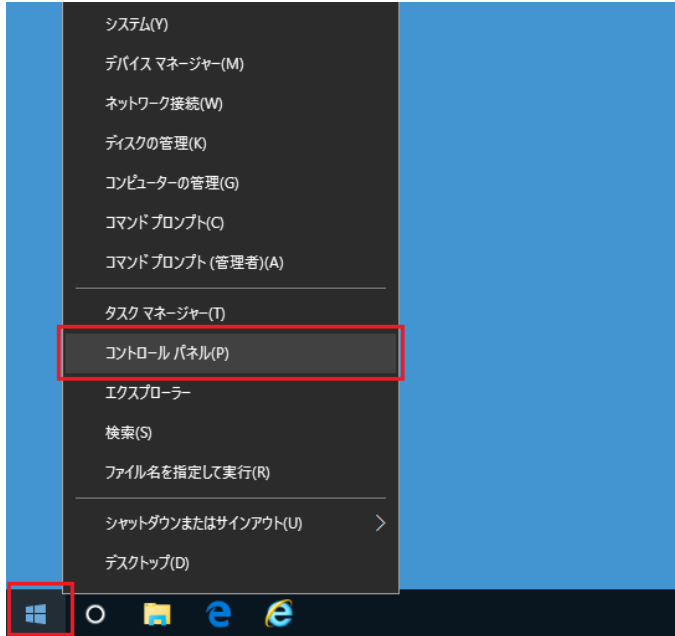 システム(Y)
デバイス マネージャー(M)
ネットワーク接続(W)
ディスクの管理(K)
コンピューターの管理(G)
コマンド プロンプト(C)
コマンド プロンプト (管理者)(A)
タスク マネージャー(T)
コントロール パネル(P)
エクスプローラー
検索(S)
ファイル名を指定して実行(R)
シャットダウンまたはサインアウト(U)
デスクトップ(D)